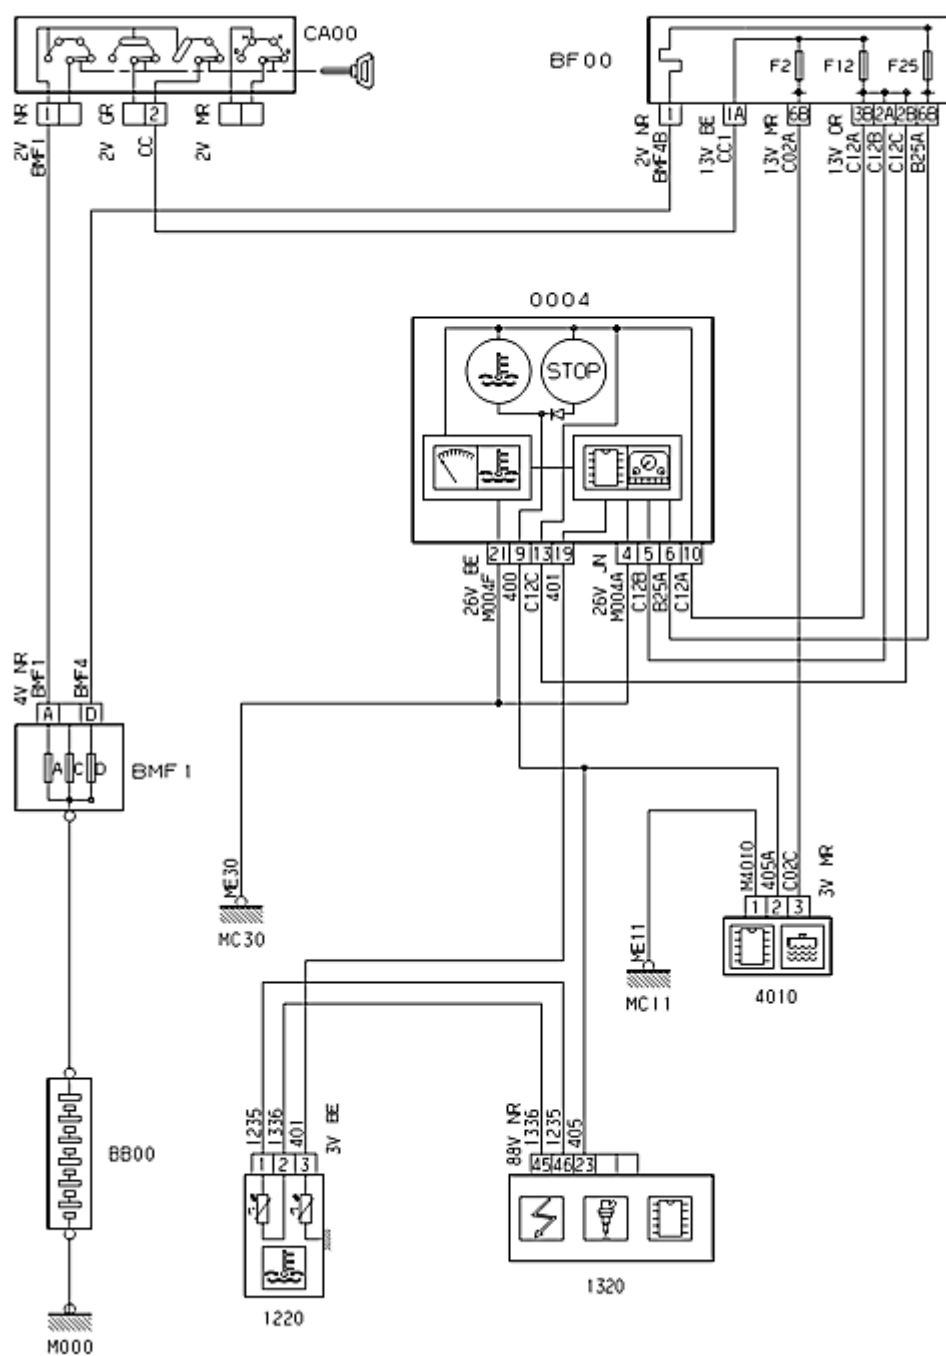 CA00
BF00
F2 F12 F25
1 2 1 1A 6B 3B 2A 2B 6B
2V NR
BMF1
2V GR
CC
2V MR
2V NR
BMF4B
13V BE
CC1
13V MR
C02A
13V OR
C12A
C12B
C12C
B25A
0004
STOP
21 9 13 19 4 5 6 10
26V BE
M004F
400
C12C
401
26V JN
M004A
C12B
B25A
C12A
4V NR
BMF1
BMF4
A D
A C D
BMF1
ME30
MC30
M4010
405A
C02C
3V MR
1 2 3
4010
ME11
MC11
BB00
M000
1235
1336
401
3V BE
1 2 3
1220
88V NR
1336
1235
405
45 46 23
1320